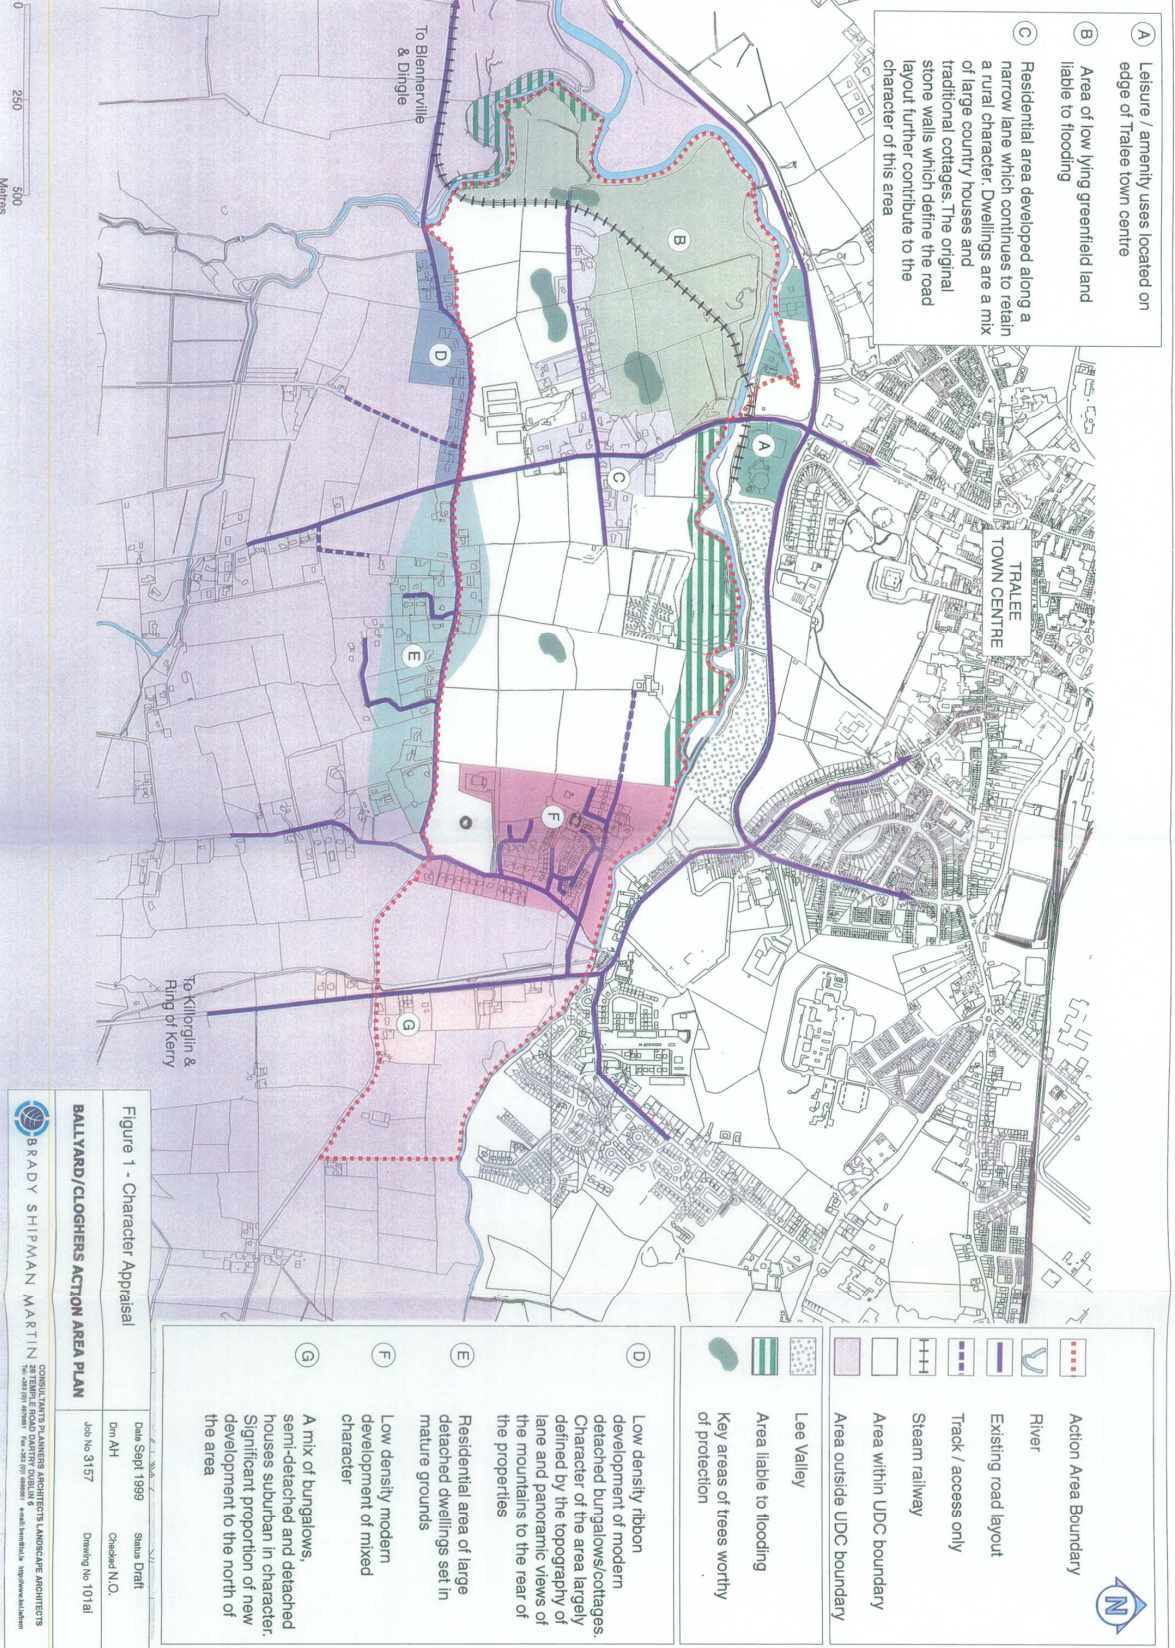 A Leisure / amenity uses located on
edge of Tralee town centre
B Area of low lying greenfield land
liable to flooding
C Residential area developed along a
narrow lane which continues to retain
a rural character. Dwellings are a mix
of large country houses and
traditional cottages. The original
stone walls which define the road
layout further contribute to the
character of this area
TRALEE
TOWN CENTRE
A
B
C
D
E
F
G
To Blennerville
& Dingle
To Killorglin &
Ring of Kerry
0 250 500
Metres
N
Action Area Boundary
River
Existing road layout
Track / access only
Steam railway
Area within UDC boundary
Area outside UDC boundary
Lee Valley
Area liable to flooding
Key areas of trees worthy
of protection
D Low density ribbon
development of modern
detached bungalows/cottages.
Character of the area largely
defined by the topography of
lane and panoramic views of
the mountains to the rear of
the properties
E Residential area of large
detached dwellings set in
mature grounds
F Low density modern
development of mixed
character
G A mix of bungalows,
semi-detached and detached
houses suburban in character.
Significant proportion of new
development to the north of
the area
Figure 1 - Character Appraisal
BALLYARD/CLOGHERS ACTION AREA PLAN
Date Sept 1999 Status Draft
Drn AH Checked N.O.
Job No 3157 Drawing No 101ai
BRADY SHIPMAN MARTIN
CONSULTANTS PLANNERS ARCHITECTS LANDSCAPE ARCHITECTS
26 TEMPLE ROAD DARTRY DUBLIN 6